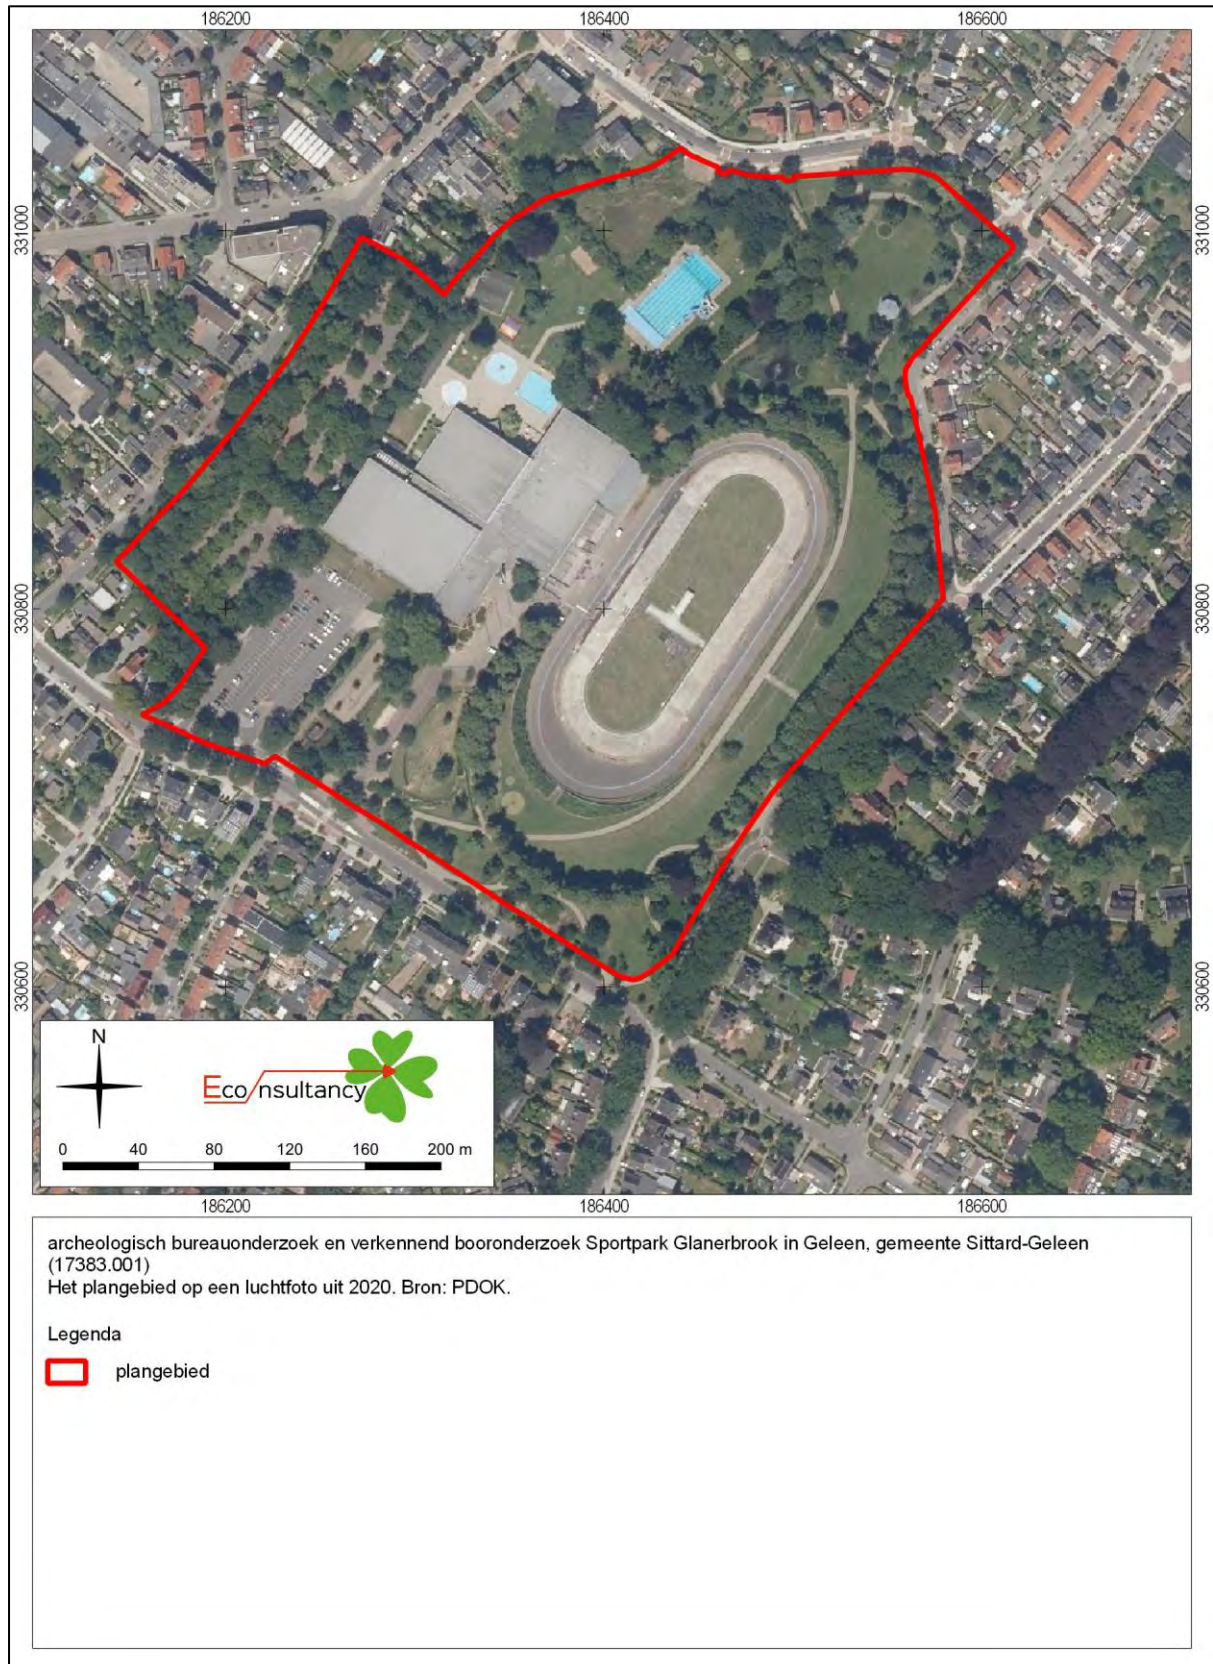 186200 186400 186600
331000 331000
330800 330800
330600 330600
N
Econsultancy
0 40 80 120 160 200 m
186200 186400 186600
archeologisch bureauonderzoek en verkennend booronderzoek Sportpark Glanerbrook in Geleen, gemeente Sittard-Geleen
(17383.001)
Het plangebied op een luchtfoto uit 2020. Bron: PDOK.
Legenda
plangebied